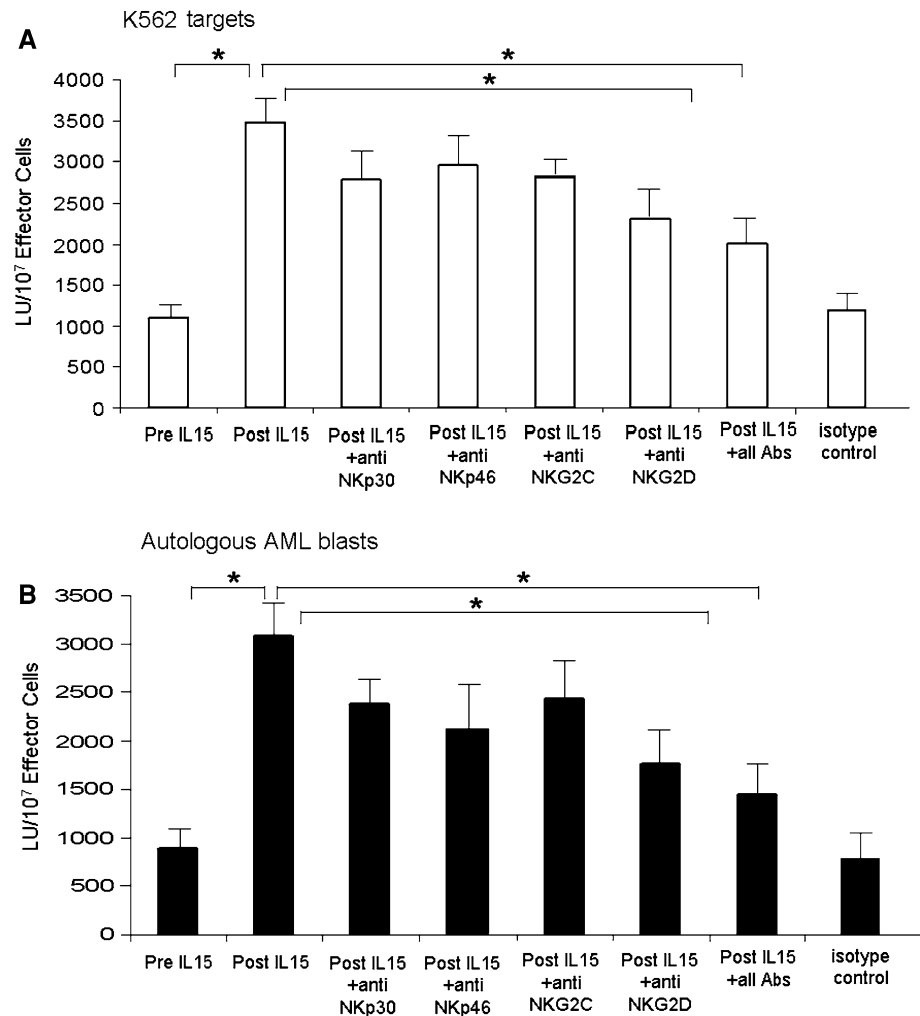 K562 targets
A
*
*
*
4000
3500
3000
2500
2000
1500
1000
500
0
LU/10⁷ Effector Cells
Pre IL15
Post IL15
Post IL15
+anti
NKp30
Post IL15
+anti
NKp46
Post IL15
+anti
NKG2C
Post IL15
+anti
NKG2D
Post IL15
+all Abs
isotype
control
Autologous AML blasts
B
*
*
*
3500
3000
2500
2000
1500
1000
500
0
LU/10⁷ Effector Cells
Pre IL15
Post IL15
Post IL15
+anti
NKp30
Post IL15
+anti
NKp46
Post IL15
+anti
NKG2C
Post IL15
+anti
NKG2D
Post IL15
+all Abs
isotype
control